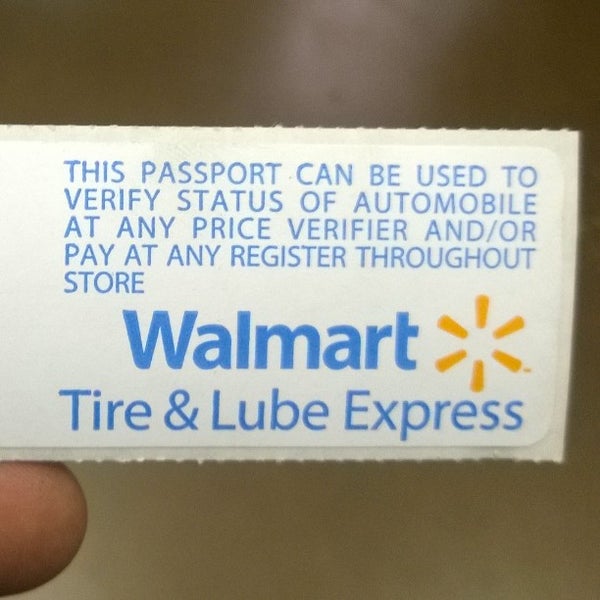 THIS PASSPORT CAN BE USED TO
VERIFY STATUS OF AUTOMOBILE
AT ANY PRICE VERIFIER AND/OR
PAY AT ANY REGISTER THROUGHOUT
STORE
Walmart
Tire & Lube Express